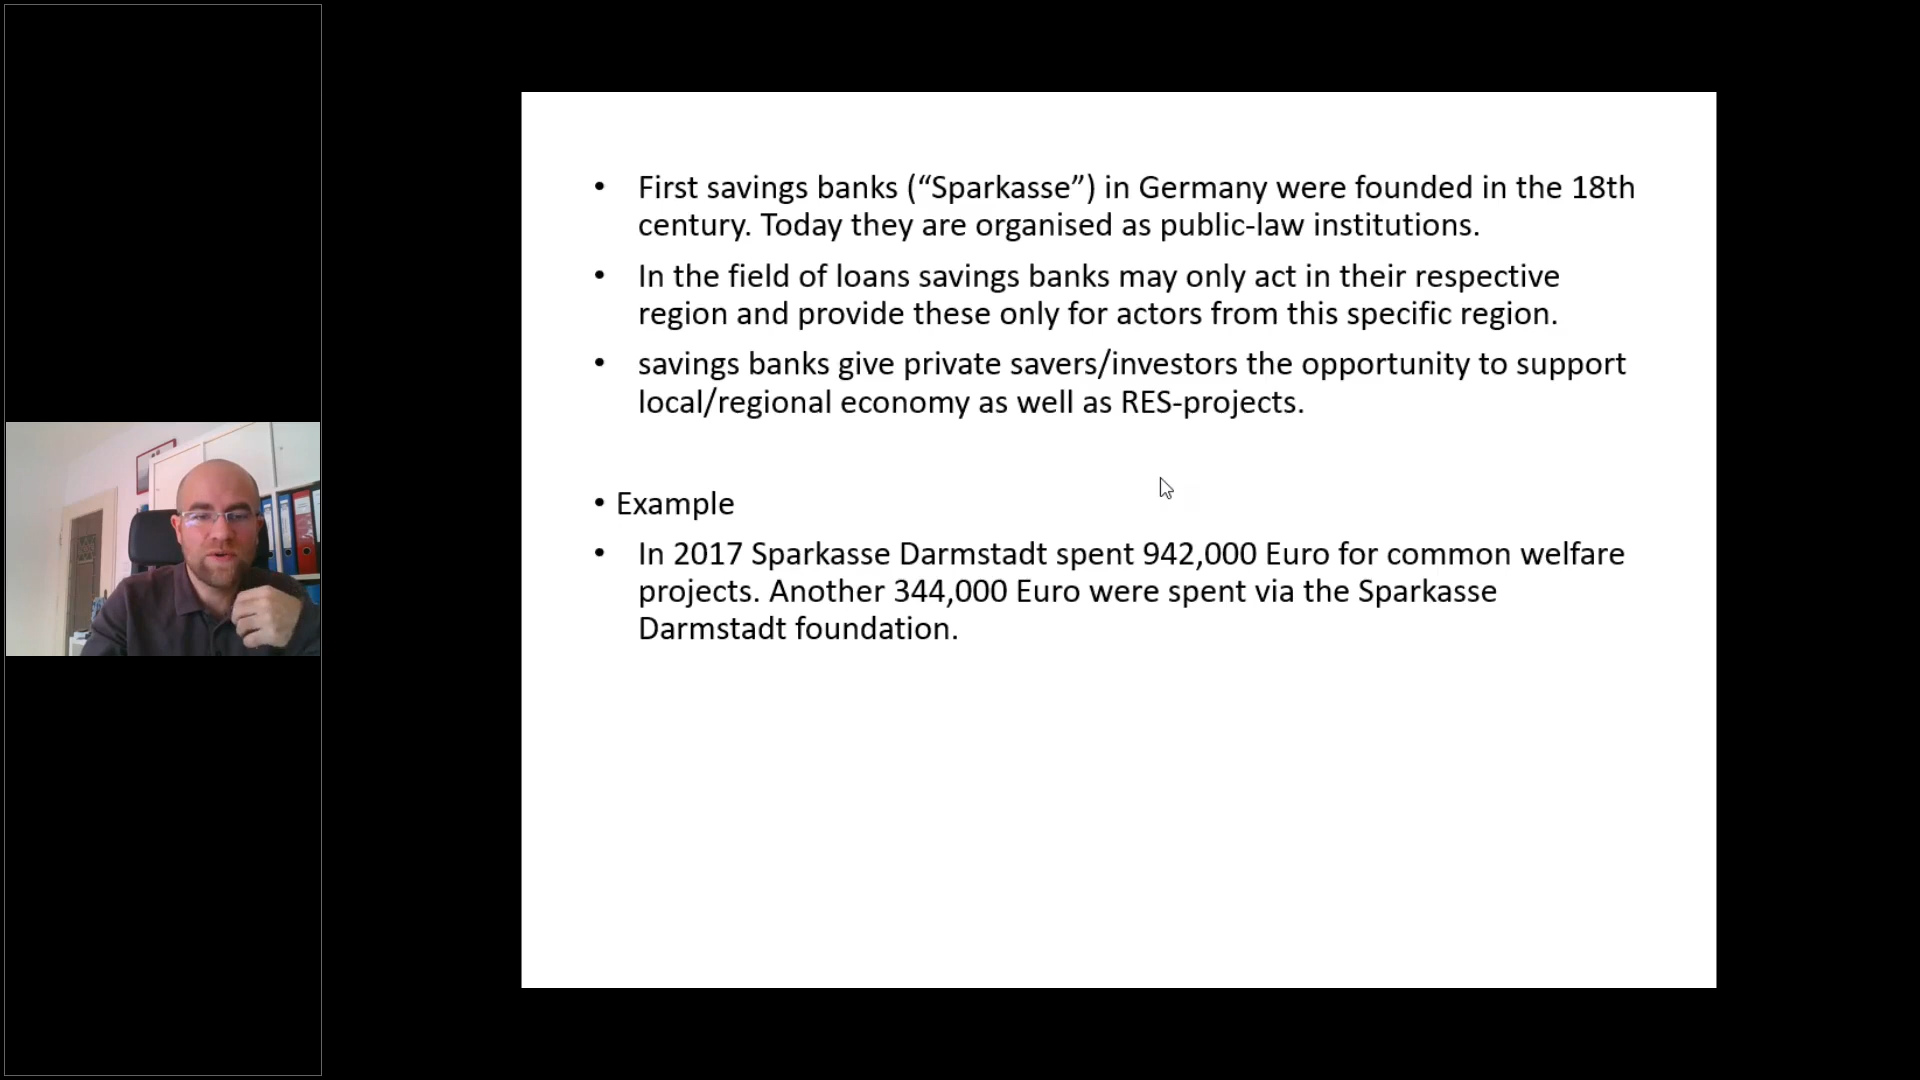 • First savings banks (“Sparkasse”) in Germany were founded in the 18th
century. Today they are organised as public-law institutions.
• In the field of loans savings banks may only act in their respective
region and provide these only for actors from this specific region.
• savings banks give private savers/investors the opportunity to support
local/regional economy as well as RES-projects.
• Example
• In 2017 Sparkasse Darmstadt spent 942,000 Euro for common welfare
projects. Another 344,000 Euro were spent via the Sparkasse
Darmstadt foundation.